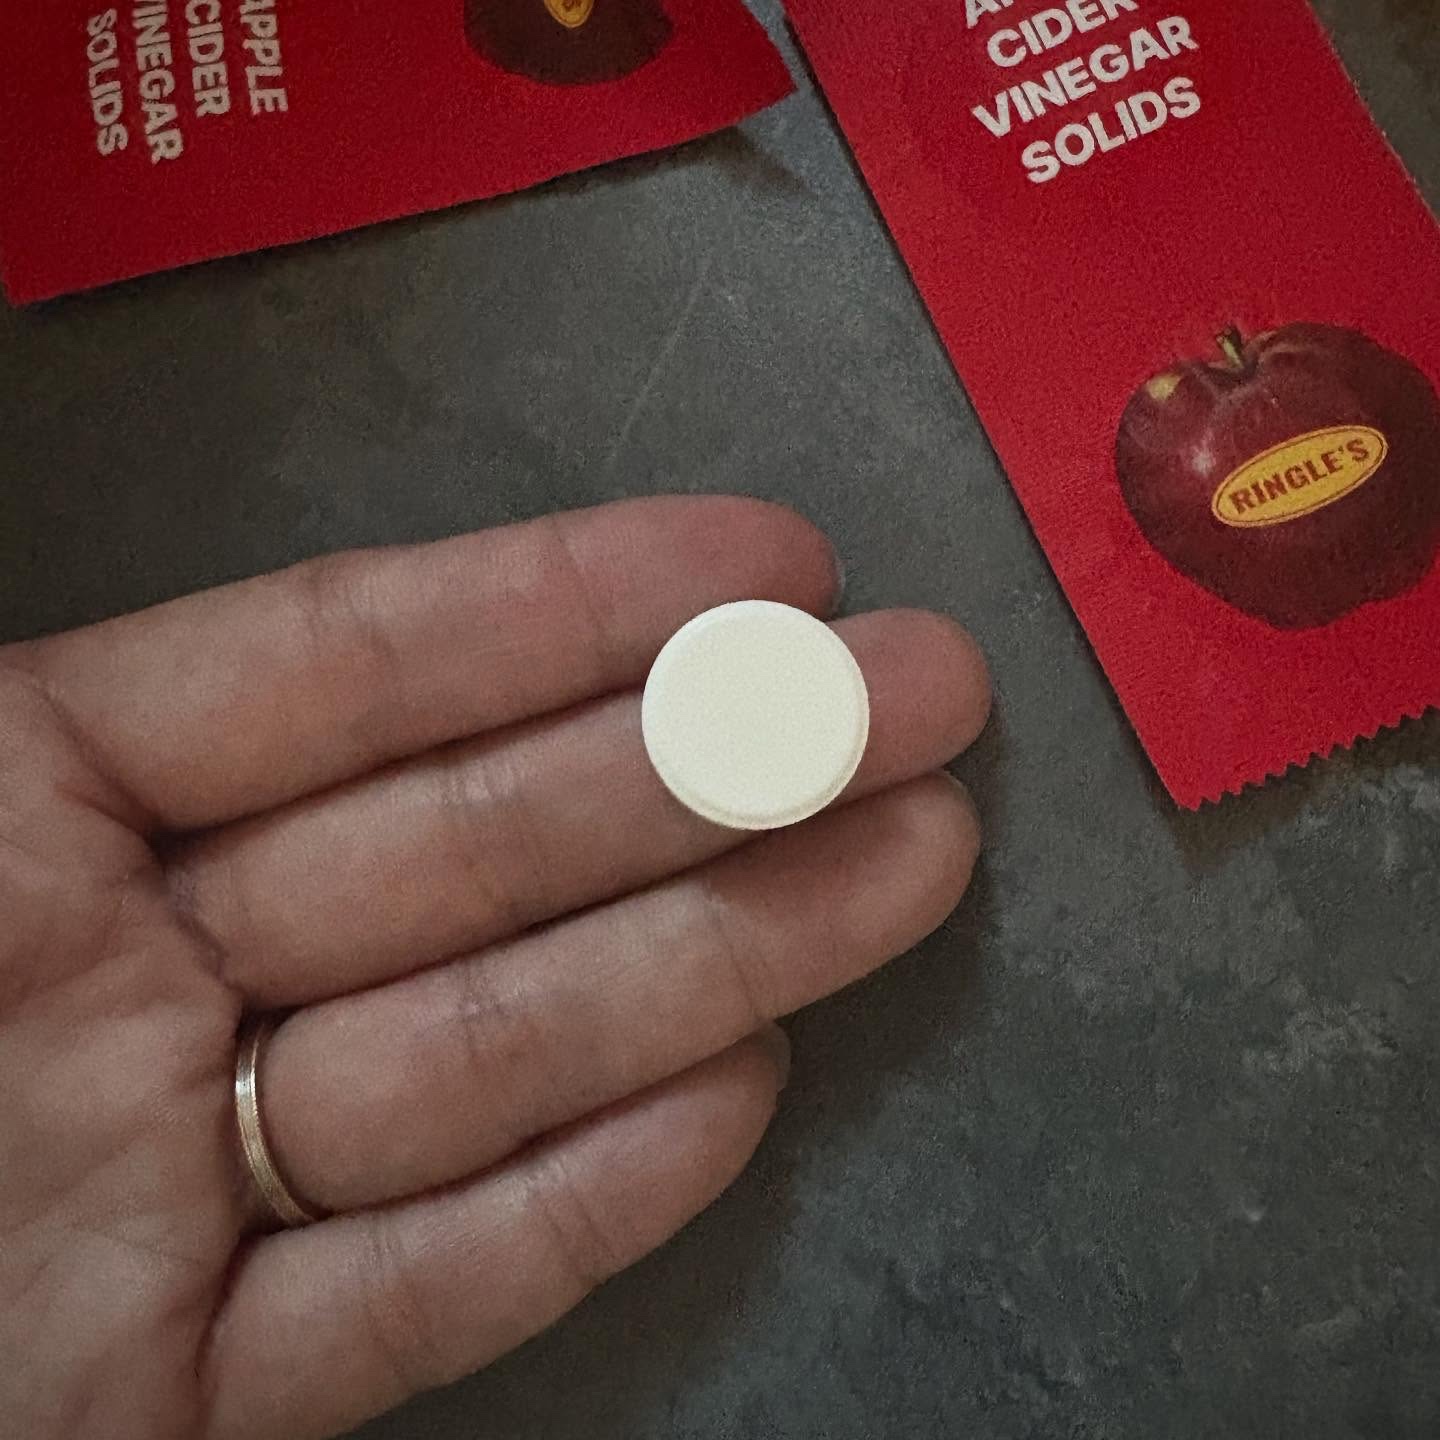 APPLE
CIDER
VINEGAR
SOLIDS
CIDER
VINEGAR
SOLIDS
RINGLE'S